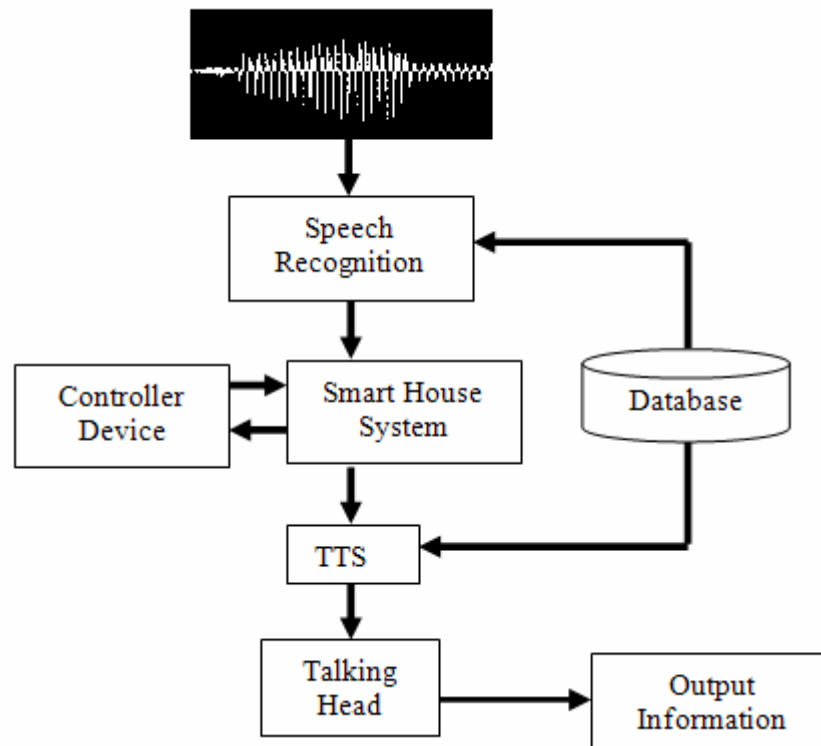 Speech
Recognition
Controller
Device
Smart House
System
Database
TTS
Talking
Head
Output
Information